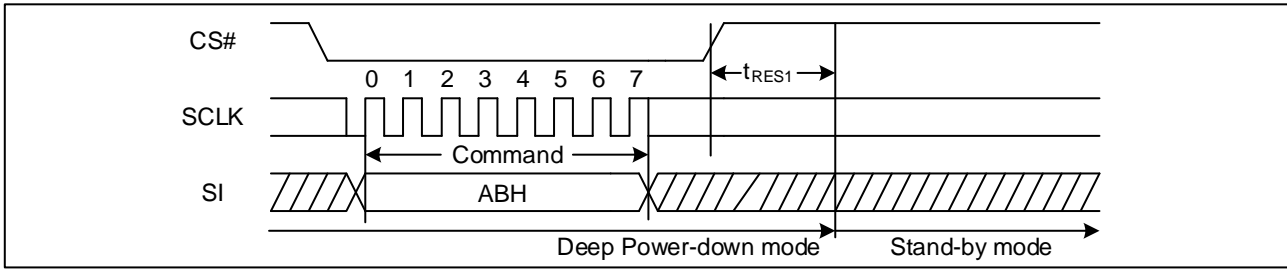 CS#
tRES1
0 1 2 3 4 5 6 7
SCLK
Command
SI
ABH
Deep Power-down mode Stand-by mode